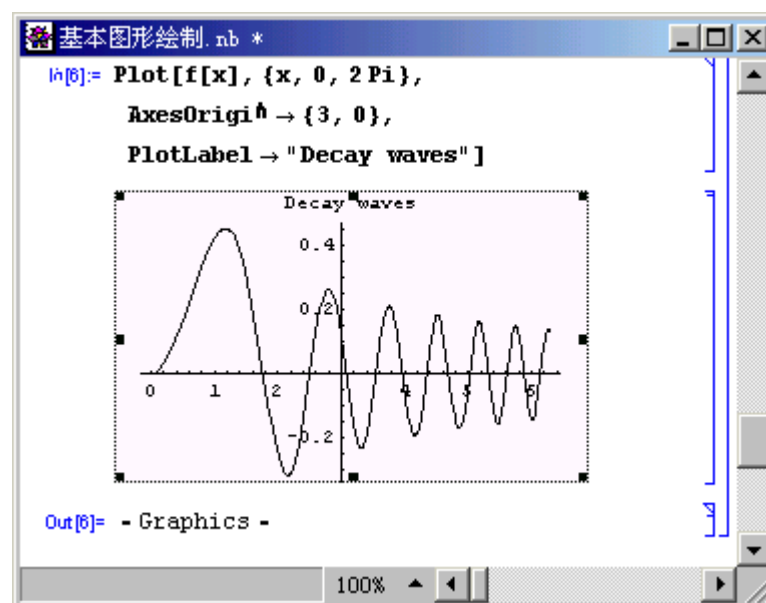 基本图形绘制.nb *
In[6]:= Plot[f[x], {x, 0, 2 Pi},
AxesOrigin → {3, 0},
PlotLabel → "Decay waves"]
Decay waves
0.4
0.2
0 1 2 4 5 6
-0.2
Out[6]= - Graphics -
100%